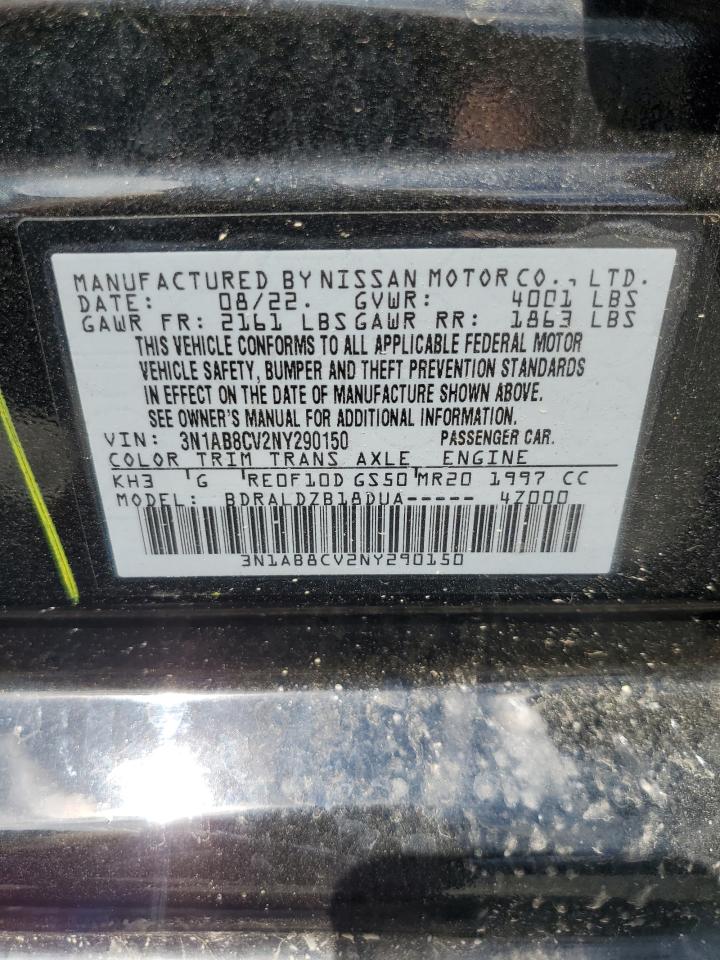 MANUFACTURED BY NISSAN MOTOR CO., LTD.
DATE: 08/22. GVWR: 4001 LBS
GAWR FR: 2161 LBS GAWR RR: 1863 LBS
THIS VEHICLE CONFORMS TO ALL APPLICABLE FEDERAL MOTOR
VEHICLE SAFETY, BUMPER AND THEFT PREVENTION STANDARDS
IN EFFECT ON THE DATE OF MANUFACTURE SHOWN ABOVE.
SEE OWNER'S MANUAL FOR ADDITIONAL INFORMATION.
VIN: 3N1AB8CV2NY290150 PASSENGER CAR.
COLOR TRIM TRANS AXLE ENGINE
KH3 G RE0F10D GS50 MR20 1997 CC
MODEL: BDRALDZB18DUA----- 4Z000
3N1AB8CV2NY290150